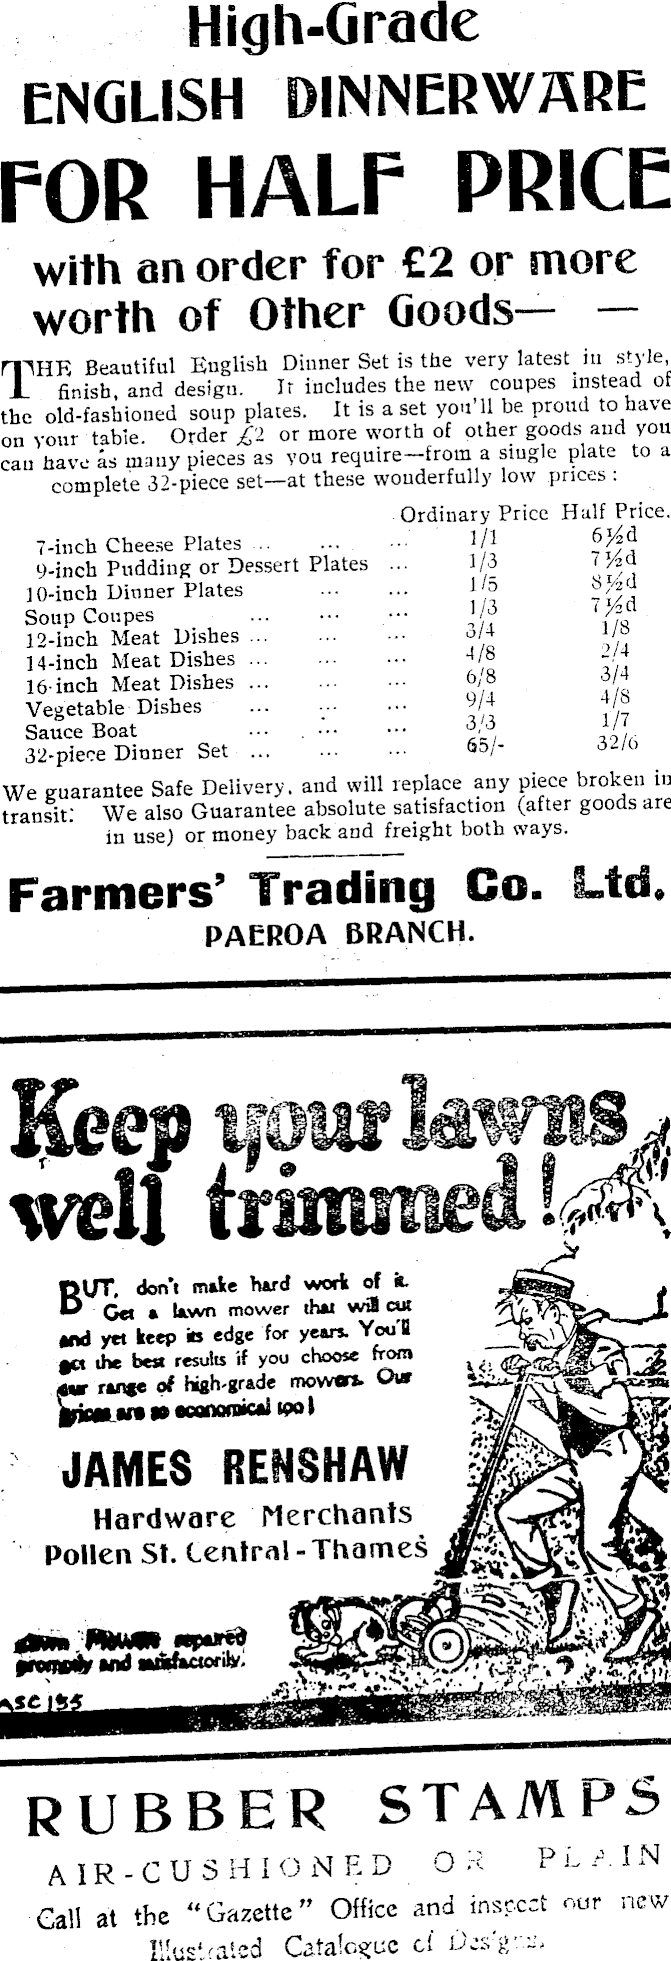 High-Grade
ENGLISH DINNERWARE
FOR HALF PRICE
with an order for £2 or more
worth of Other Goods— —
THE Beautiful English Dinner Set is the very latest in style,
finish, and design. It includes the new coupes instead of
the old-fashioned soup plates. It is a set you'll be proud to have
on your table. Order £2 or more worth of other goods and you
can have as many pieces as you require—from a single plate to a
complete 32-piece set—at these wonderfully low prices :
Ordinary Price Half Price.
7-inch Cheese Plates ... ... ... 1/1 6½d
9-inch Pudding or Dessert Plates ... 1/3 7½d
10-inch Dinner Plates ... ... 1/5 8½d
Soup Coupes ... ... ... 1/3 7½d
12-inch Meat Dishes ... ... ... 3/4 1/8
14-inch Meat Dishes ... ... ... 4/8 2/4
16-inch Meat Dishes ... ... ... 6/8 3/4
Vegetable Dishes ... ... ... 9/4 4/8
Sauce Boat ... ... ... 3/3 1/7
32-piece Dinner Set ... ... ... 65/- 32/6
We guarantee Safe Delivery, and will replace any piece broken in
transit: We also Guarantee absolute satisfaction (after goods are
in use) or money back and freight both ways.
Farmers' Trading Co. Ltd.
PAEROA BRANCH.
Keep your lawns
well trimmed!
BUT, don't make hard work of it.
Get a lawn mower that will cut
and yet keep its edge for years. You'll
get the best results if you choose from
our range of high-grade mowers. Our
prices are so economical too!
JAMES RENSHAW
Hardware Merchants
Pollen St. Central - Thames
Mowers repaired
promptly and satisfactorily.
ASC 155
RUBBER STAMPS
AIR-CUSHIONED OR PLAIN
Call at the "Gazette" Office and inspect our new
Illustrated Catalogue of Designs.